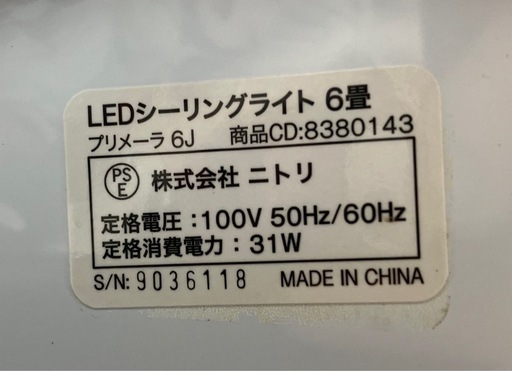 LEDシーリングライト 6畳
プリメーラ 6J 商品CD:8380143
PSE 株式会社 ニトリ
定格電圧:100V 50Hz/60Hz
定格消費電力:31W
S/N:9036118 MADE IN CHINA